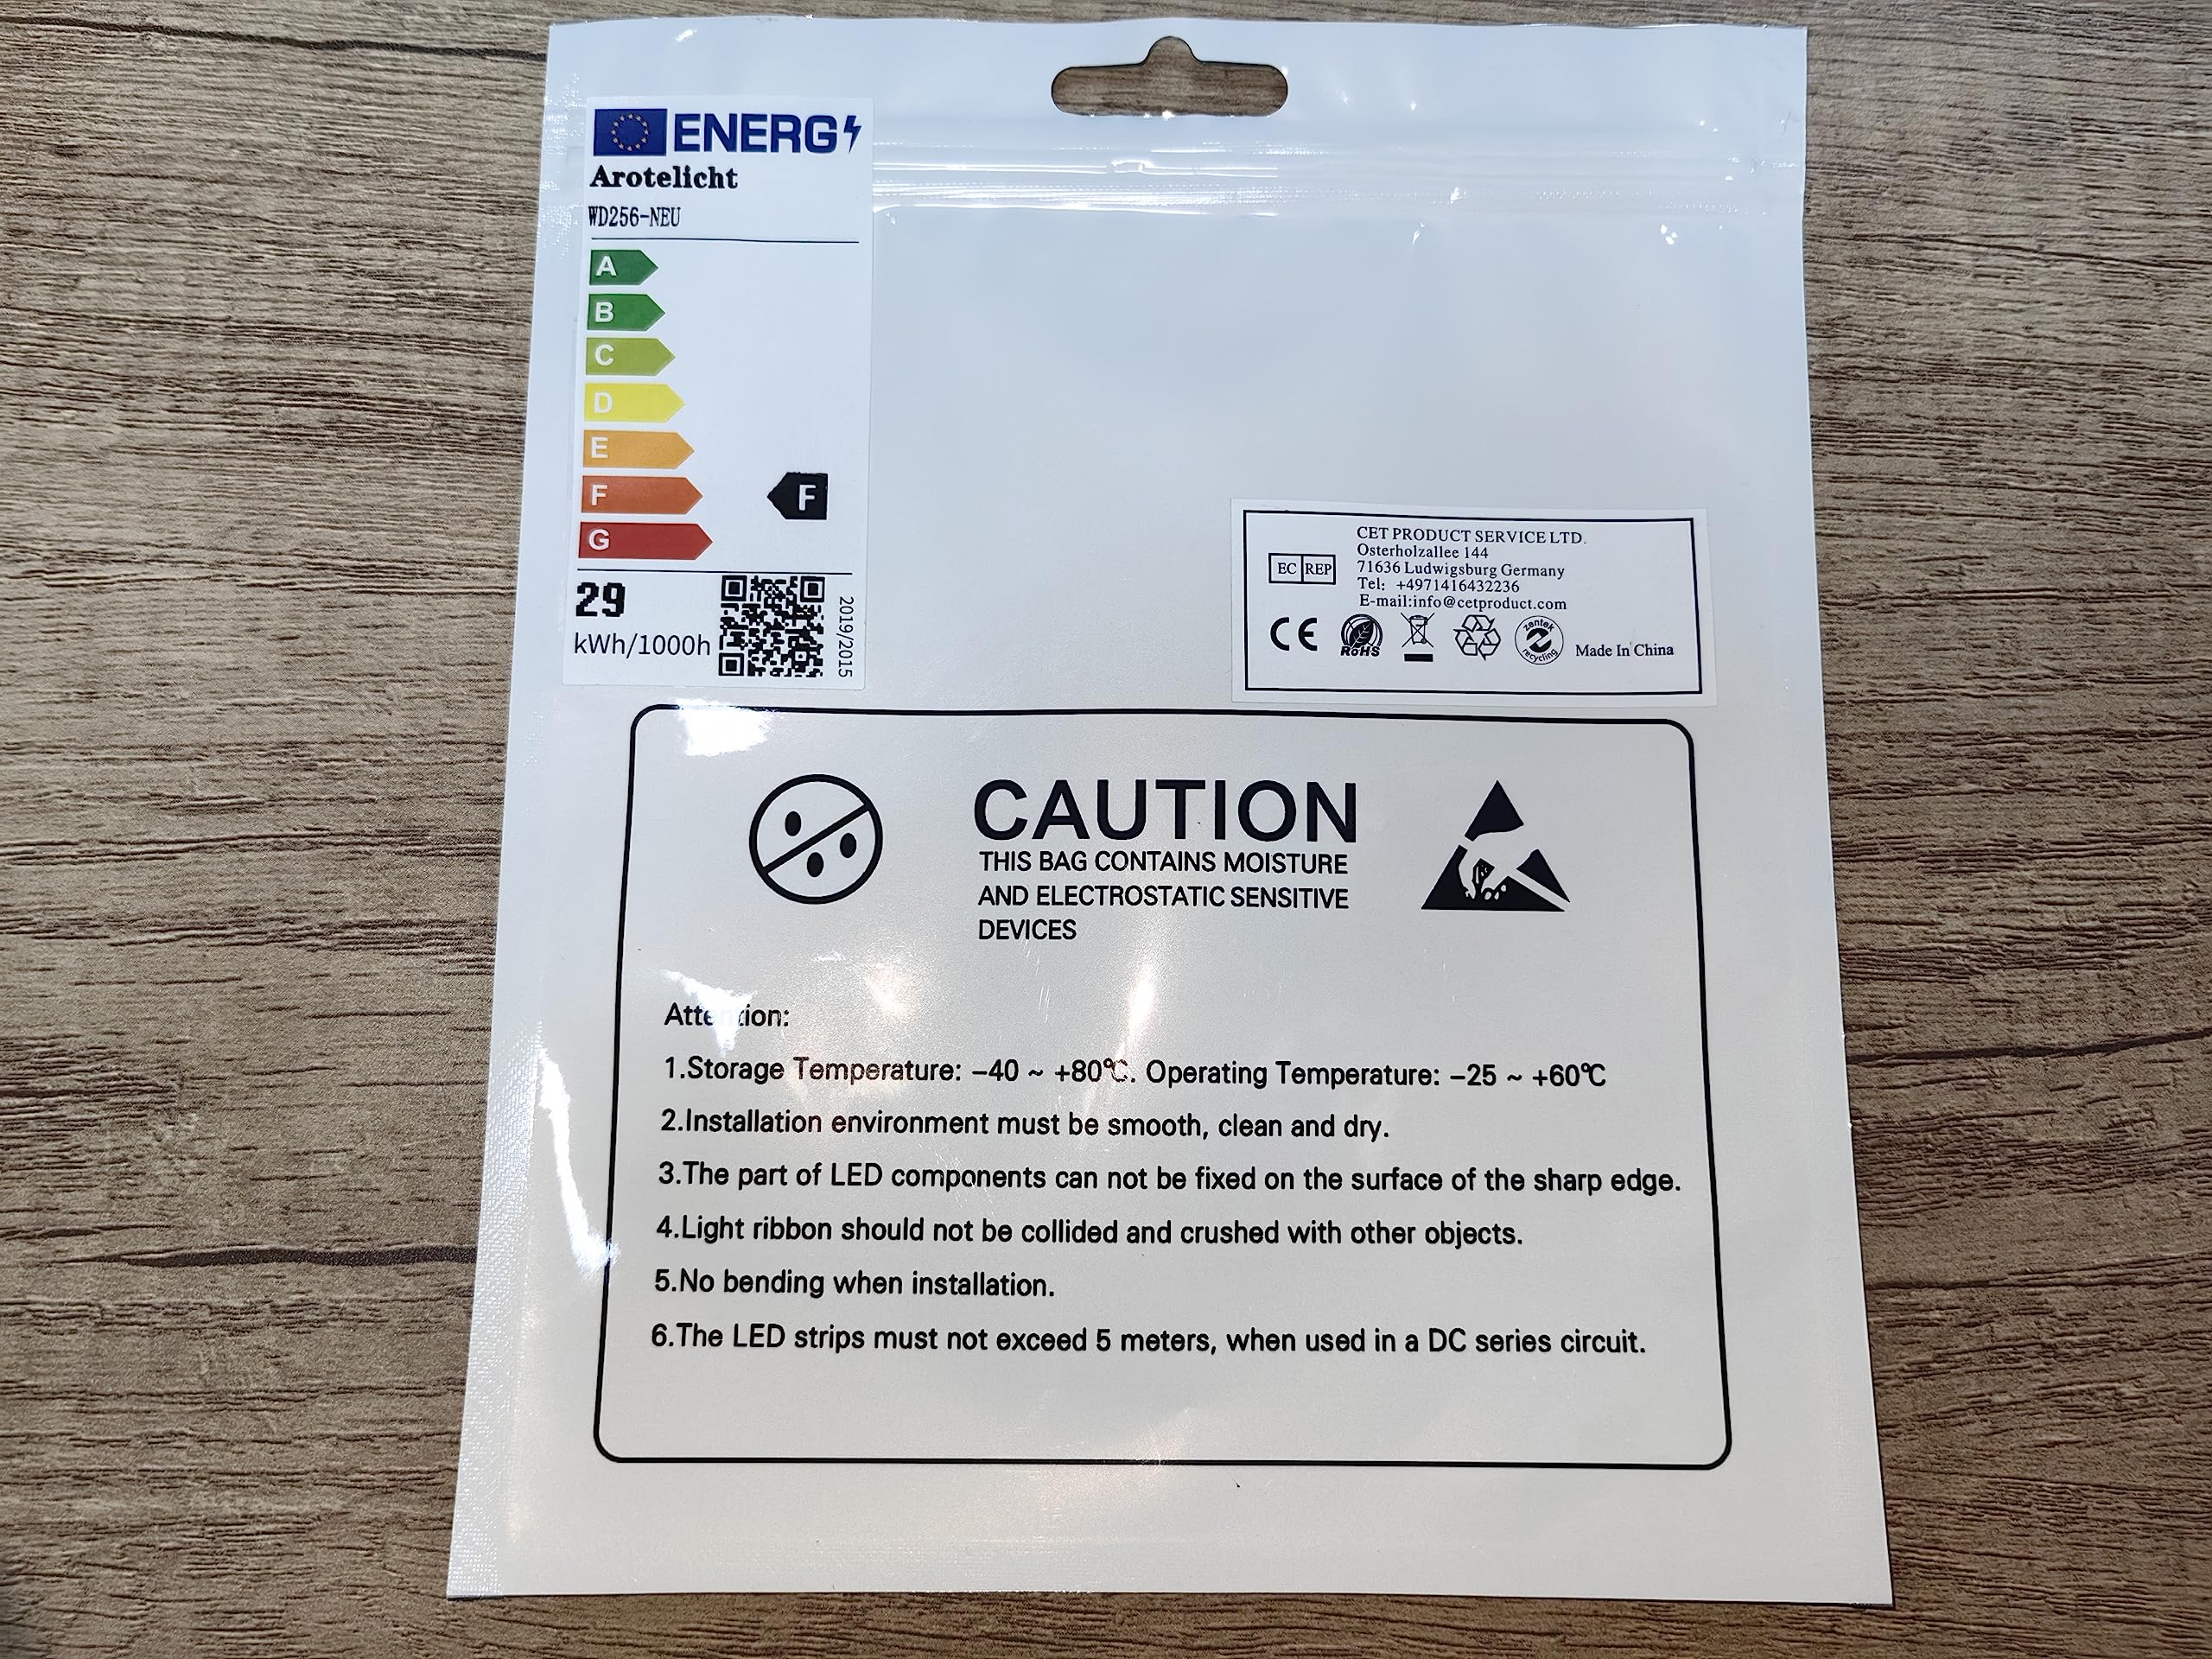 ENERG
Arotelicht
WD256-NEU
A
B
C
D
E
F
F
G
29
kWh/1000h
2019/2015
EC REP
CET PRODUCT SERVICE LTD.
Osterholzallee 144
71636 Ludwigsburg Germany
Tel: +4971416432236
E-mail:info@cetproduct.com
CE
RoHS
zentek
recycling
Made In China
CAUTION
THIS BAG CONTAINS MOISTURE
AND ELECTROSTATIC SENSITIVE
DEVICES
Attention:
1.Storage Temperature: −40 ~ +80℃. Operating Temperature: −25 ~ +60℃
2.Installation environment must be smooth, clean and dry.
3.The part of LED components can not be fixed on the surface of the sharp edge.
4.Light ribbon should not be collided and crushed with other objects.
5.No bending when installation.
6.The LED strips must not exceed 5 meters, when used in a DC series circuit.